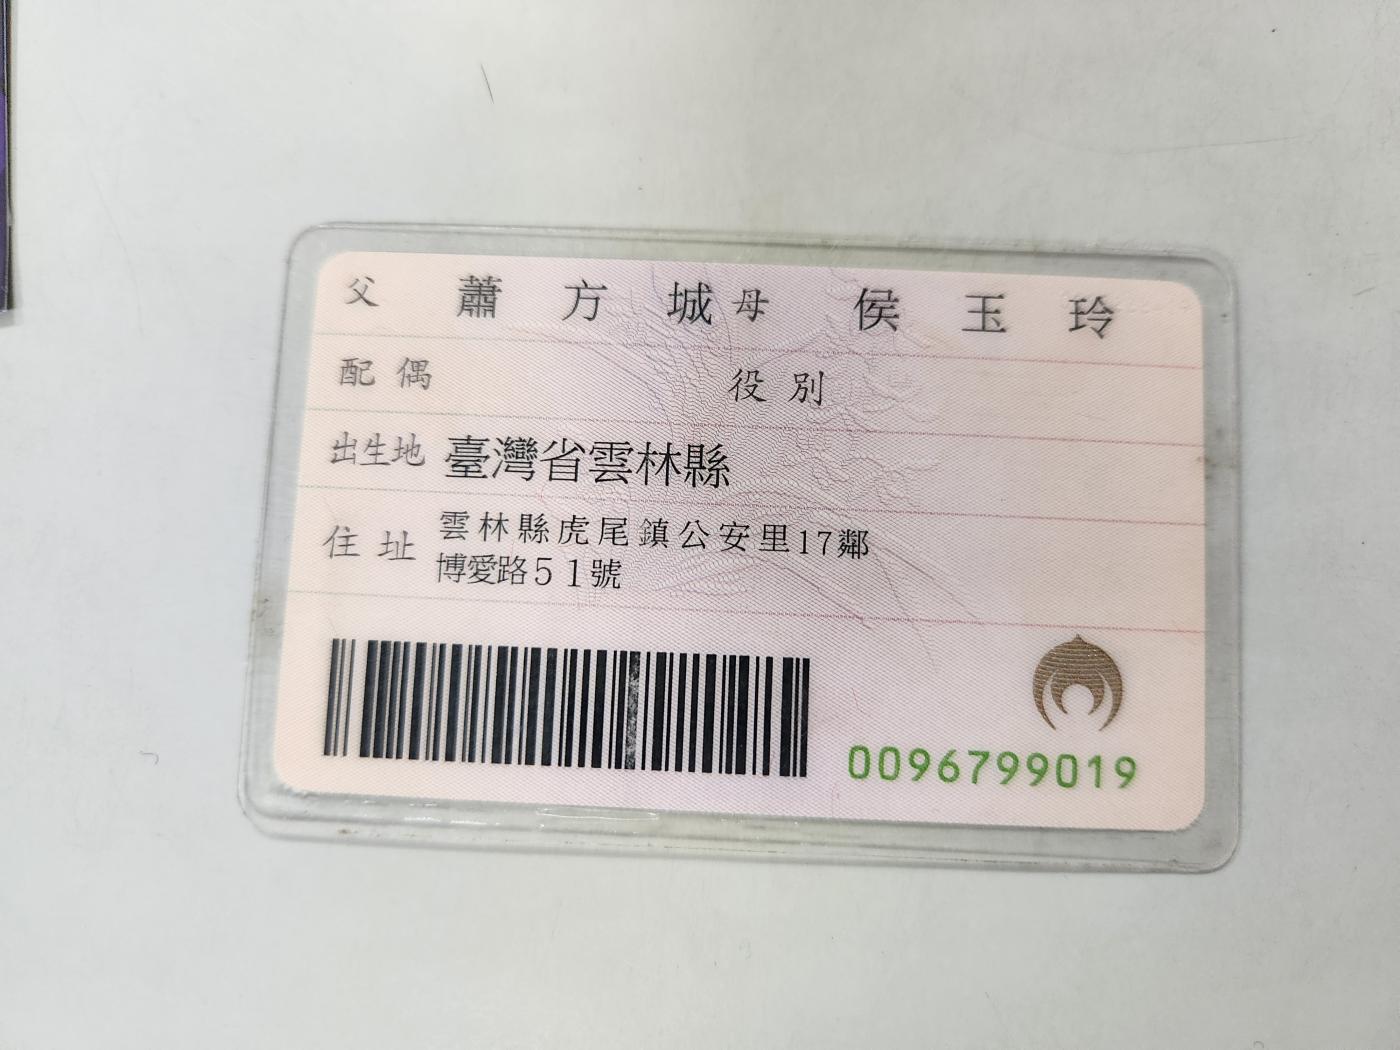 父 蕭方城 母 侯玉玲
配偶 役別
出生地 臺灣省雲林縣
住址 雲林縣虎尾鎮公安里17鄰
博愛路51號
0096799019